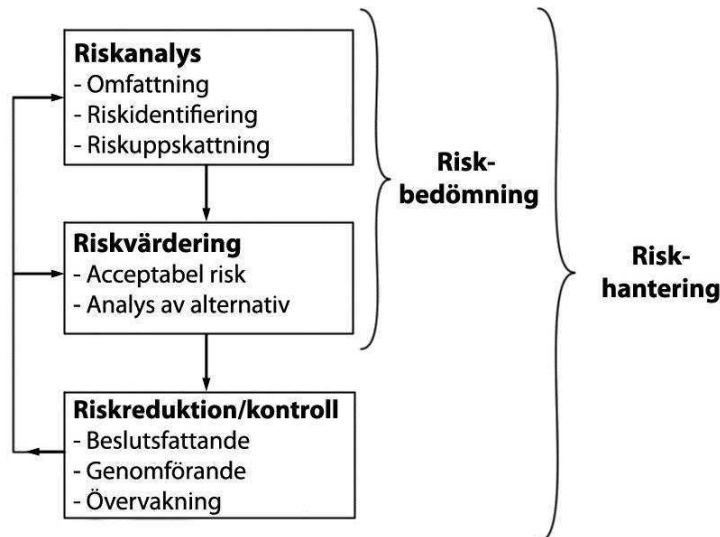 Riskanalys
- Omfattning
- Riskidentifiering
- Riskuppskattning
Risk-
bedömning
Riskvärdering
- Acceptabel risk
- Analys av alternativ
Risk-
hantering
Riskreduktion/kontroll
- Beslutsfattande
- Genomförande
- Övervakning